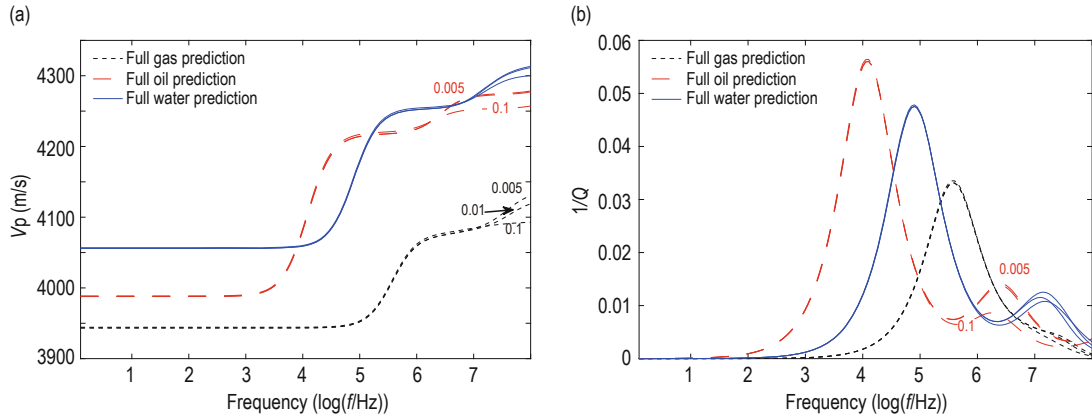 (a)
Full gas prediction
Full oil prediction
Full water prediction
4300
4200
4100
4000
3900
Vp (m/s)
0.005
0.1
0.005
0.01
0.1
1 2 3 4 5 6 7
Frequency (log(f/Hz))
(b)
Full gas prediction
Full oil prediction
Full water prediction
0.06
0.05
0.04
0.03
0.02
0.01
0
1/Q
0.005
0.1
1 2 3 4 5 6 7
Frequency (log(f/Hz))